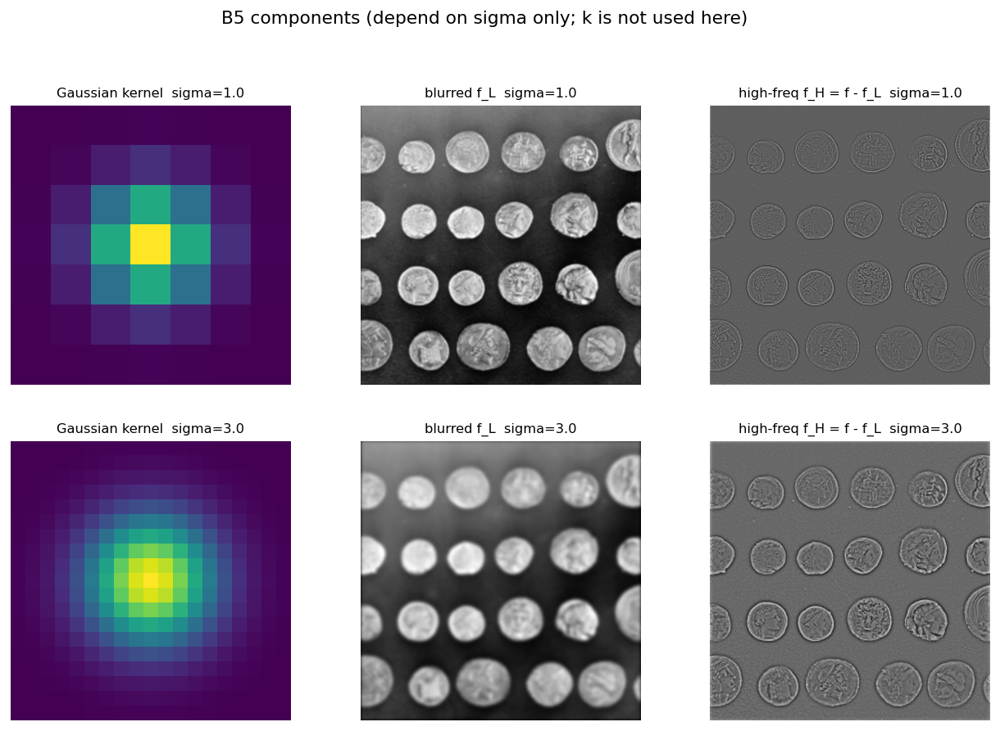 B5 components (depend on sigma only; k is not used here)
Gaussian kernel  sigma=1.0
blurred f_L  sigma=1.0
high-freq f_H = f - f_L  sigma=1.0
Gaussian kernel  sigma=3.0
blurred f_L  sigma=3.0
high-freq f_H = f - f_L  sigma=3.0